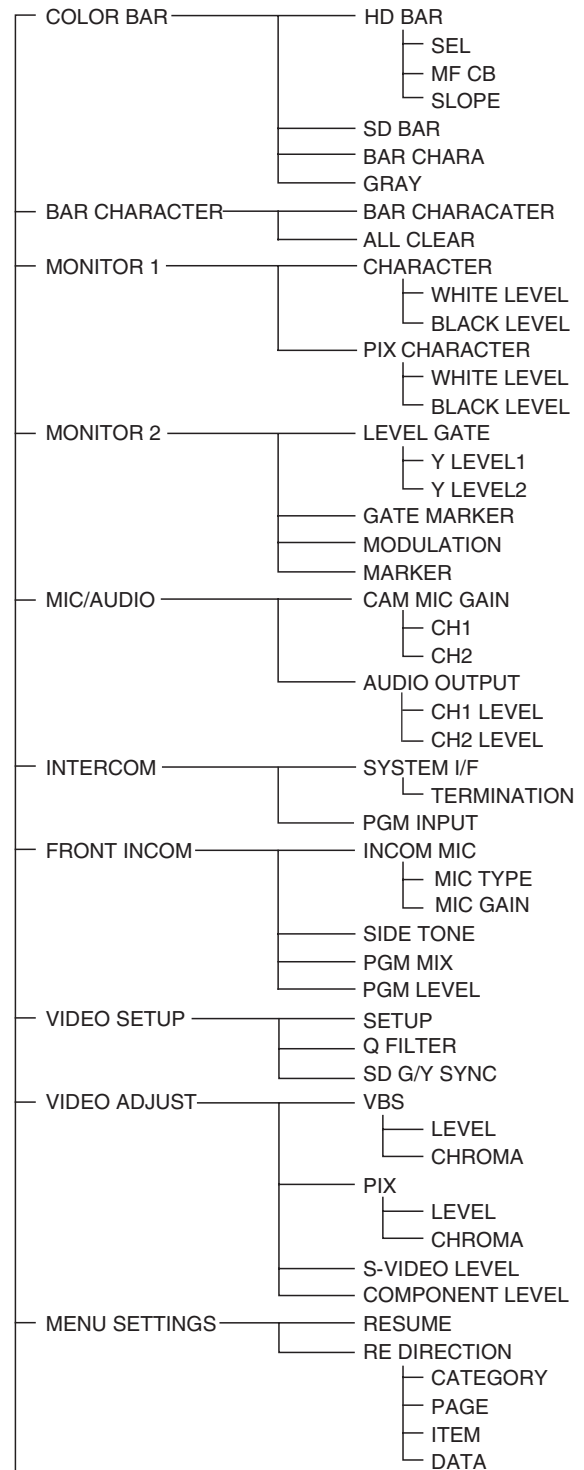 COLOR BAR HD BAR
SEL
MF CB
SLOPE
SD BAR
BAR CHARA
GRAY
BAR CHARACTER BAR CHARACATER
ALL CLEAR
MONITOR 1 CHARACTER
WHITE LEVEL
BLACK LEVEL
PIX CHARACTER
WHITE LEVEL
BLACK LEVEL
MONITOR 2 LEVEL GATE
Y LEVEL1
Y LEVEL2
GATE MARKER
MODULATION
MARKER
MIC/AUDIO CAM MIC GAIN
CH1
CH2
AUDIO OUTPUT
CH1 LEVEL
CH2 LEVEL
INTERCOM SYSTEM I/F
TERMINATION
PGM INPUT
FRONT INCOM INCOM MIC
MIC TYPE
MIC GAIN
SIDE TONE
PGM MIX
PGM LEVEL
VIDEO SETUP SETUP
Q FILTER
SD G/Y SYNC
VIDEO ADJUST VBS
LEVEL
CHROMA
PIX
LEVEL
CHROMA
S-VIDEO LEVEL
COMPONENT LEVEL
MENU SETTINGS RESUME
RE DIRECTION
CATEGORY
PAGE
ITEM
DATA